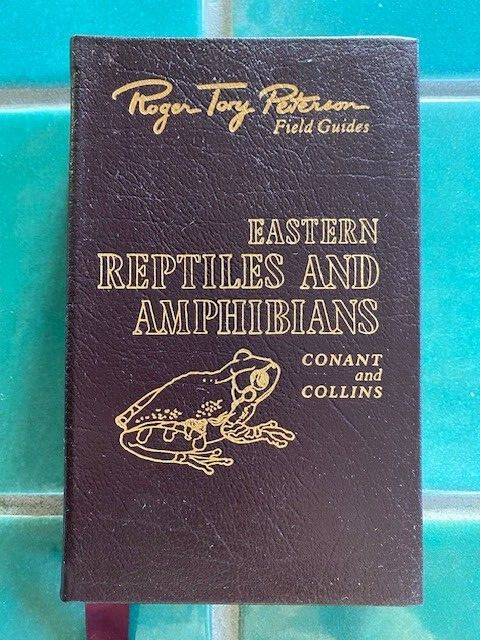 Roger Tory Peterson
Field Guides
EASTERN
REPTILES AND
AMPHIBIANS
CONANT
and
COLLINS